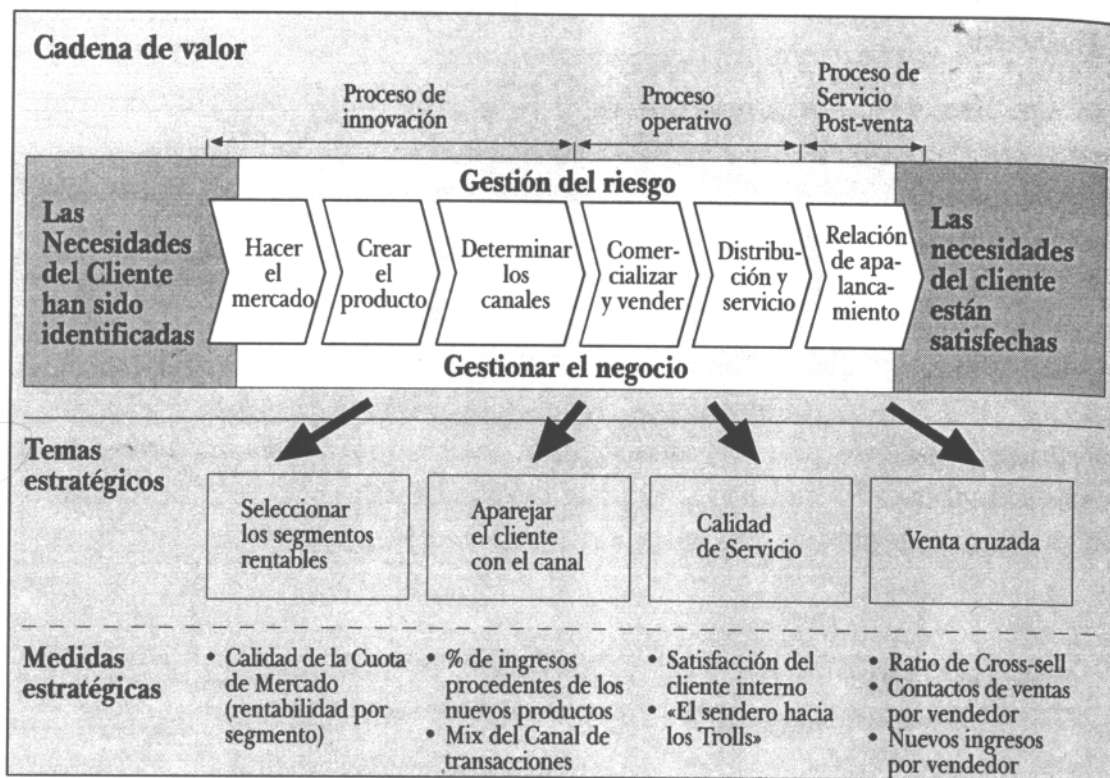 Cadena de valor
Proceso de
innovación
Proceso
operativo
Proceso de
Servicio
Post-venta
Gestión del riesgo
Las
Necesidades
del Cliente
han sido
identificadas
Hacer
el
mercado
Crear
el
producto
Determinar
los
canales
Comer-
cializar
y vender
Distribu-
ción y
servicio
Relación
de apa-
lanca-
miento
Las
necesidades
del cliente
están
satisfechas
Gestionar el negocio
Temas
estratégicos
Seleccionar
los segmentos
rentables
Aparejar
el cliente
con el canal
Calidad
de Servicio
Venta cruzada
Medidas
estratégicas
• Calidad de la Cuota
de Mercado
(rentabilidad por
segmento)
• % de ingresos
procedentes de los
nuevos productos
• Mix del Canal de
transacciones
• Satisfacción del
cliente interno
• «El sendero hacia
los Trolls»
• Ratio de Cross-sell
• Contactos de ventas
por vendedor
• Nuevos ingresos
por vendedor